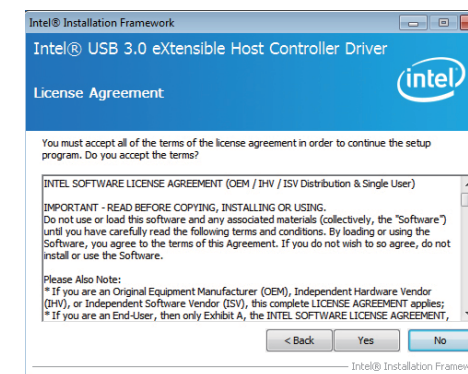 Intel® Installation Framework
Intel® USB 3.0 eXtensible Host Controller Driver
License Agreement
intel
You must accept all of the terms of the license agreement in order to continue the setup
program. Do you accept the terms?
INTEL SOFTWARE LICENSE AGREEMENT (OEM / IHV / ISV Distribution & Single User)
IMPORTANT - READ BEFORE COPYING, INSTALLING OR USING.
Do not use or load this software and any associated materials (collectively, the "Software")
until you have carefully read the following terms and conditions. By loading or using the
Software, you agree to the terms of this Agreement. If you do not wish to so agree, do not
install or use the Software.
Please Also Note:
* If you are an Original Equipment Manufacturer (OEM), Independent Hardware Vendor
(IHV), or Independent Software Vendor (ISV), this complete LICENSE AGREEMENT applies;
* If you are an End-User, then only Exhibit A, the INTEL SOFTWARE LICENSE AGREEMENT,
< Back Yes No
Intel® Installation